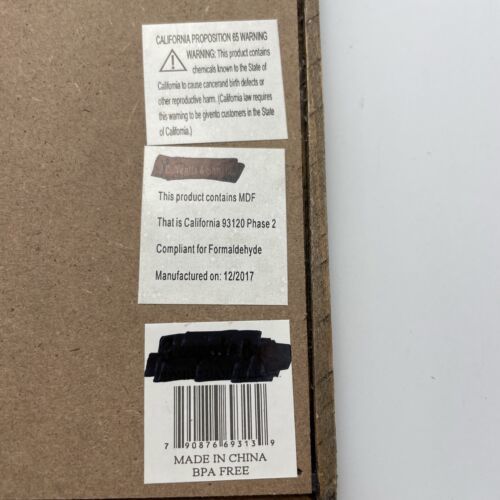 CALIFORNIA PROPOSITION 65 WARNING
WARNING: This product contains
chemicals known to the State of
California to cause cancerand birth defects or
other reproductive harm. (California law requires
this warning to be givento customers in the State
of California.)
This product contains MDF
That is California 93120 Phase 2
Compliant for Formaldehyde
Manufactured on: 12/2017
7 90876 69313 9
MADE IN CHINA
BPA FREE